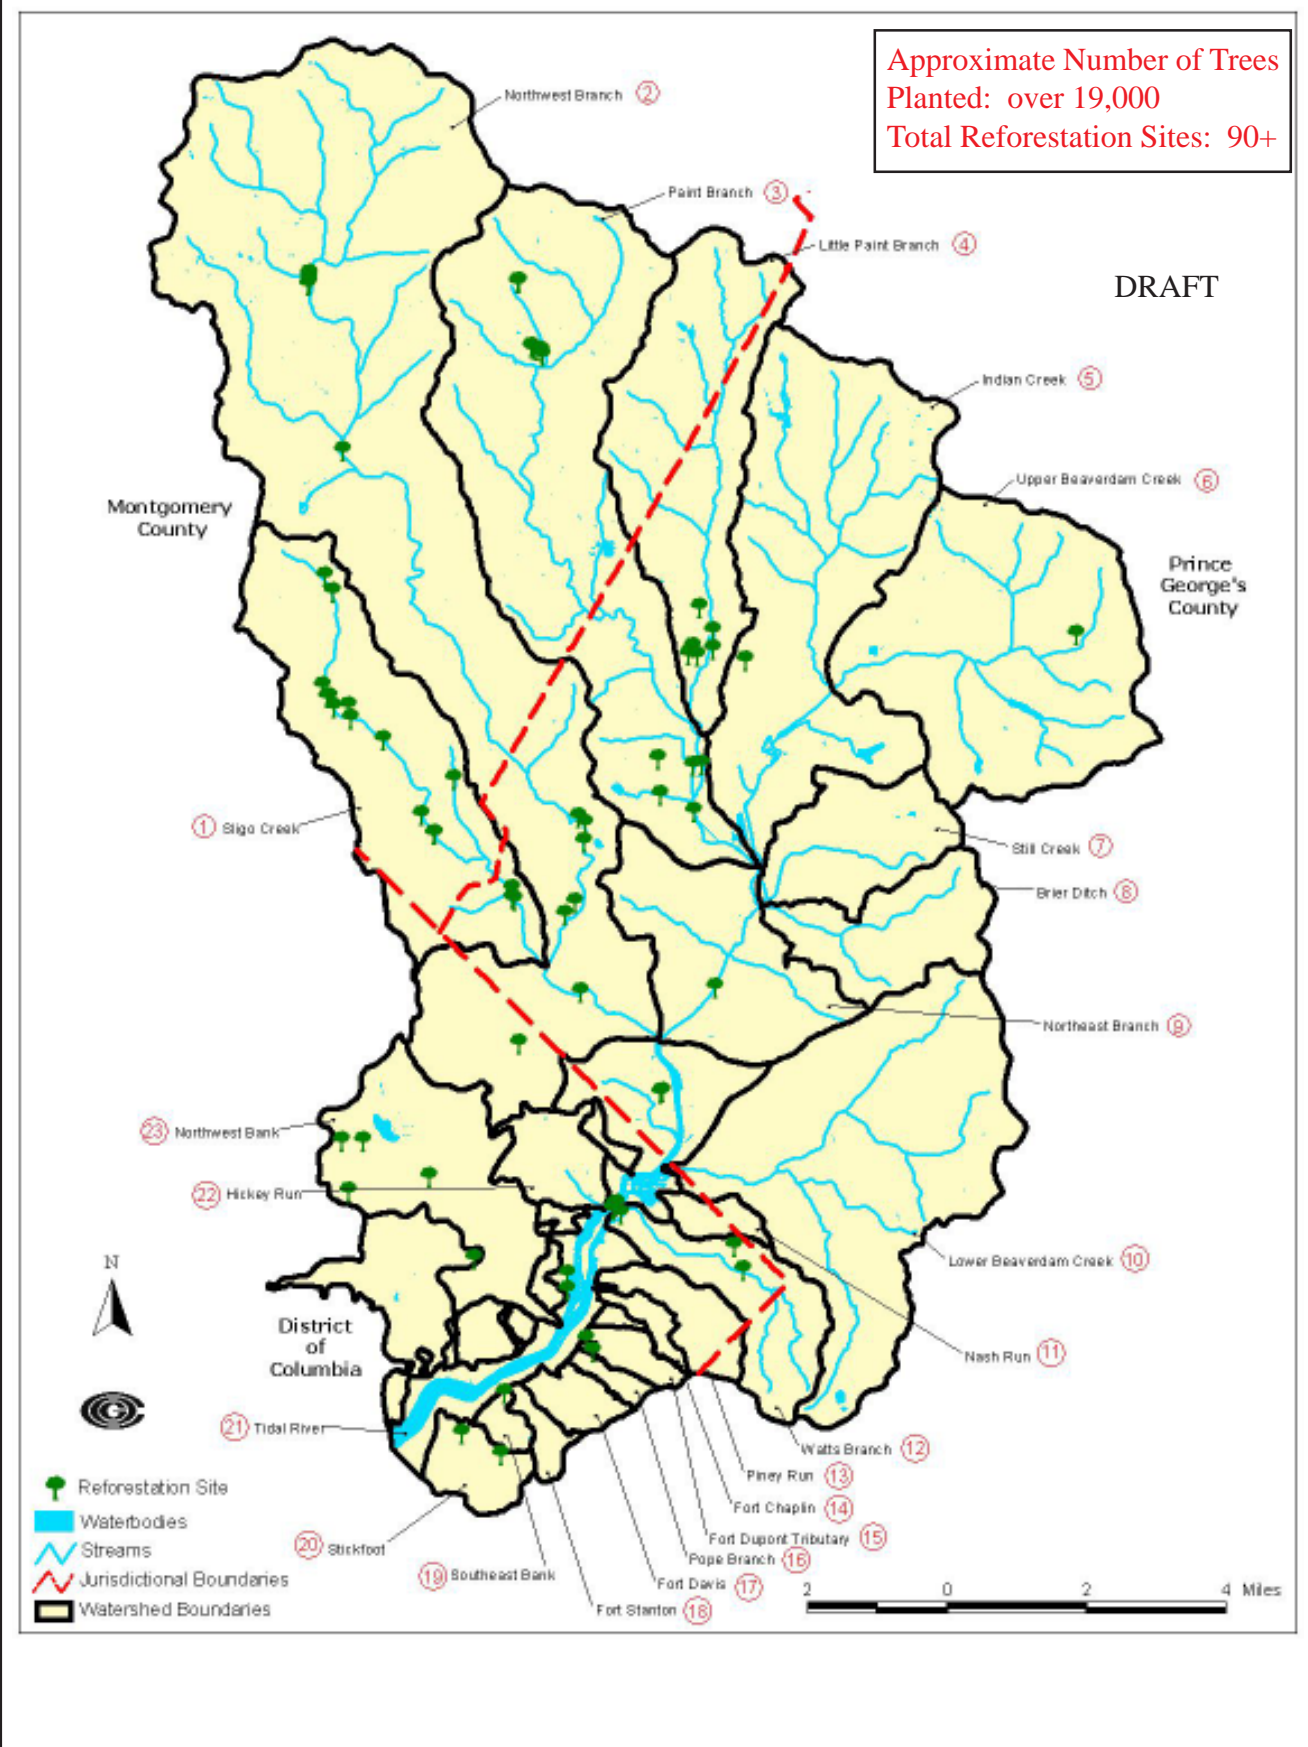 Approximate Number of Trees
Planted: over 19,000
Total Reforestation Sites: 90+
DRAFT
Northwest Branch 2
Paint Branch 3
Little Paint Branch 4
Indian Creek 5
Upper Beaverdam Creek 6
Montgomery
County
Prince
George's
County
1 Sligo Creek
Still Creek 7
Brier Ditch 8
Northeast Branch 9
23 Northwest Bank
22 Hickey Run
Lower Beaverdam Creek 10
N
District
of
Columbia
Nash Run 11
21 Tidal River
Watts Branch 12
Piney Run 13
Fort Chaplin 14
Fort Dupont Tributary 15
Pope Branch 16
Fort Davis 17
Fort Stanton 18
19 Southeast Bank
20 Stickfoot
Reforestation Site
Waterbodies
Streams
Jurisdictional Boundaries
Watershed Boundaries
2 0 2 4 Miles